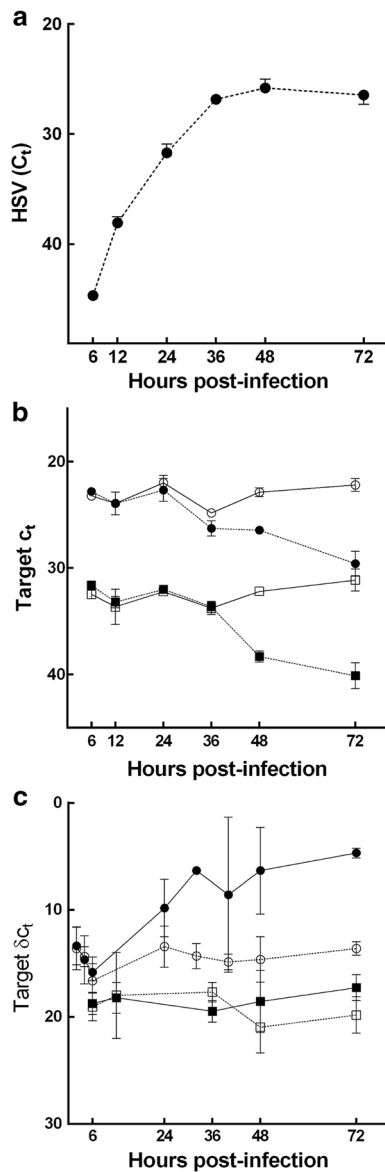 a
20
30
40
HSV (Ct)
6 12 24 36 48 72
Hours post-infection
b
20
30
40
Target ct
6 12 24 36 48 72
Hours post-infection
c
0
5
10
20
30
Target δct
6 24 36 48 72
Hours post-infection